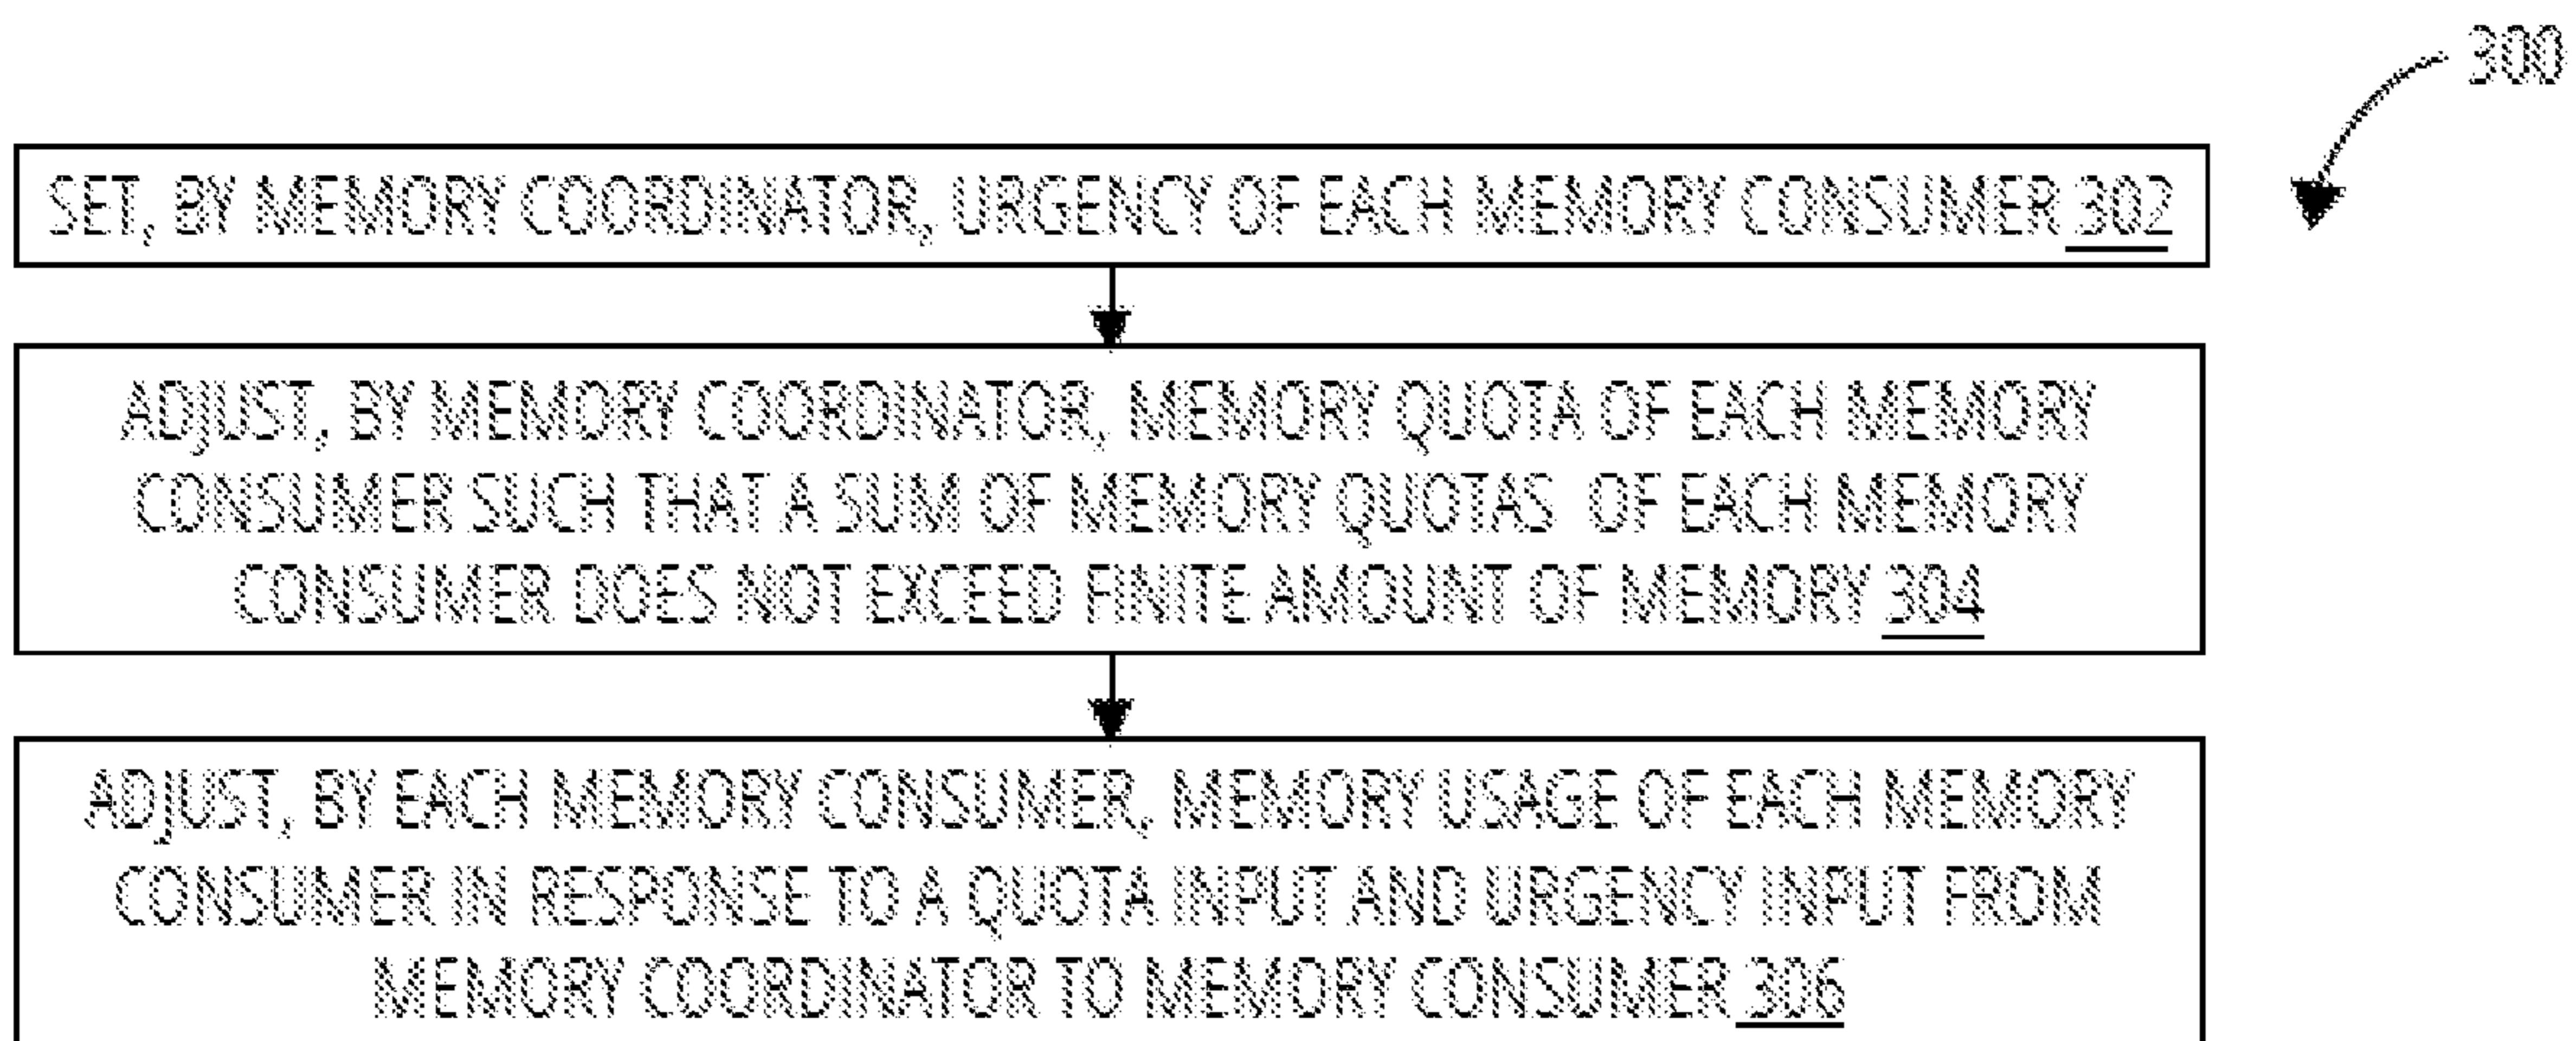 300
SET, BY MEMORY COORDINATOR, URGENCY OF EACH MEMORY CONSUMER 302
ADJUST, BY MEMORY COORDINATOR, MEMORY QUOTA OF EACH MEMORY
CONSUMER SUCH THAT A SUM OF MEMORY QUOTAS OF EACH MEMORY
CONSUMER DOES NOT EXCEED FINITE AMOUNT OF MEMORY 304
ADJUST, BY EACH MEMORY CONSUMER, MEMORY USAGE OF EACH MEMORY
CONSUMER IN RESPONSE TO A QUOTA INPUT AND URGENCY INPUT FROM
MEMORY COORDINATOR TO MEMORY CONSUMER 306